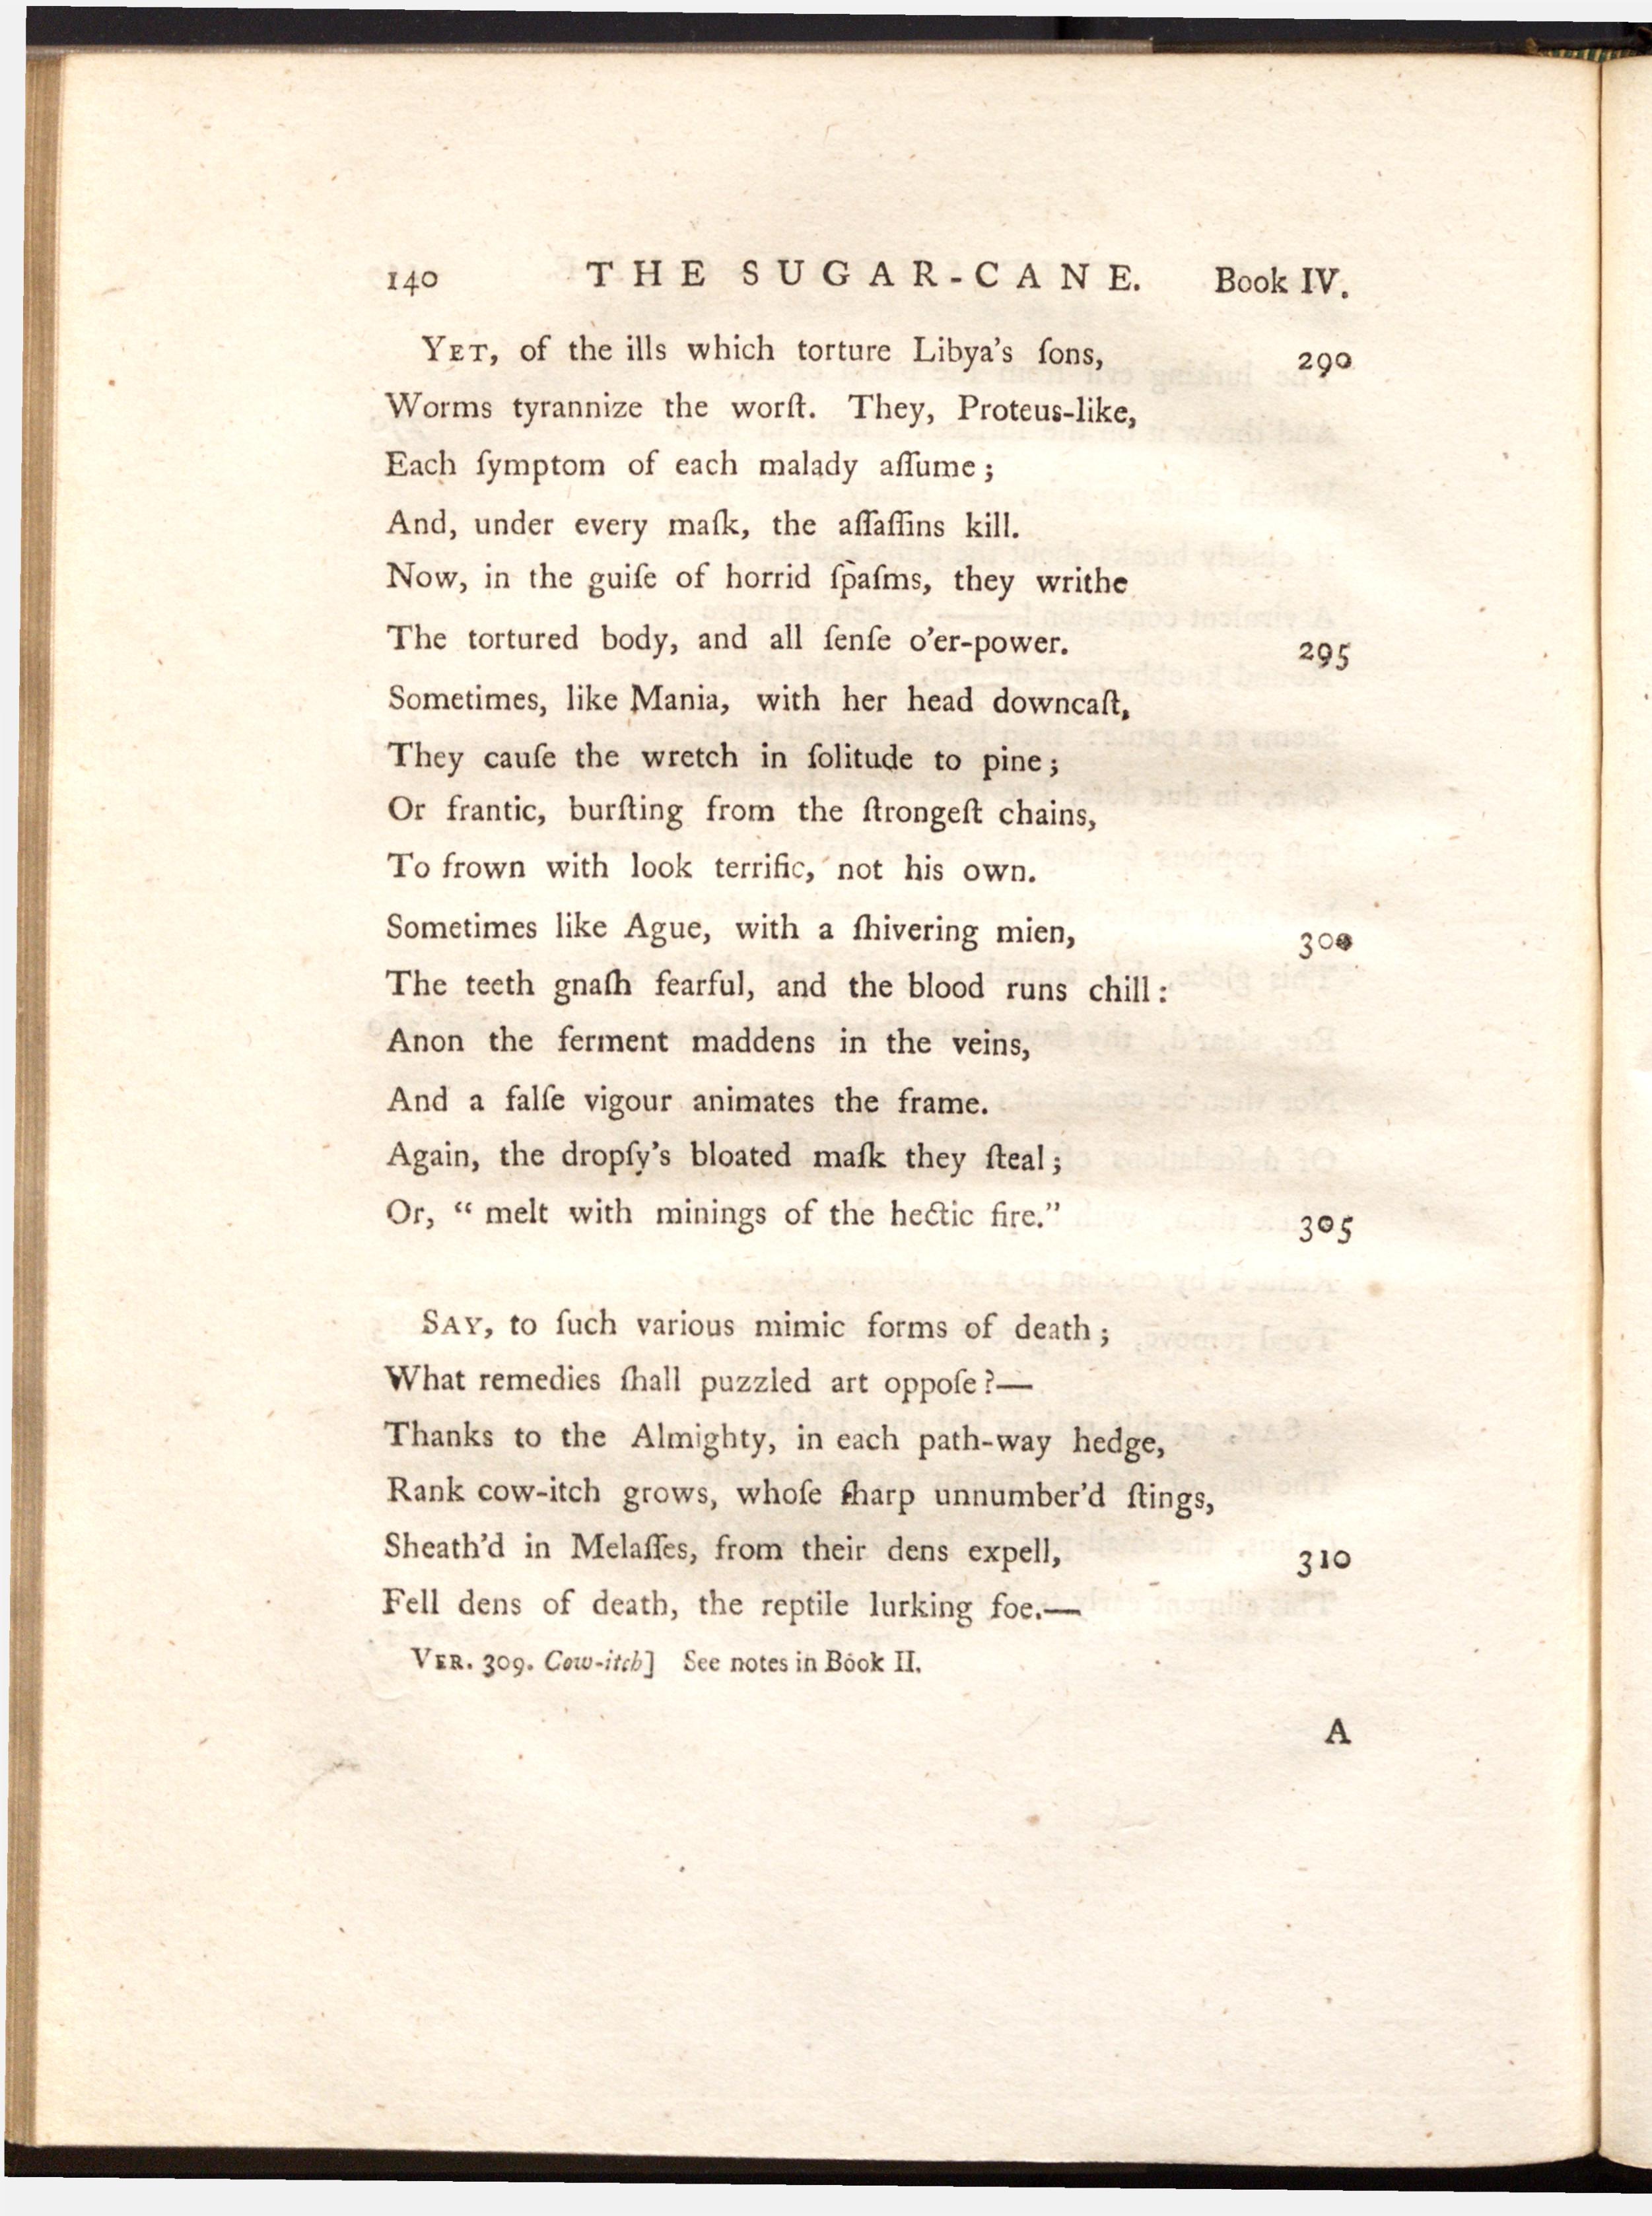 140 THE SUGAR-CANE. Book IV.
YET, of the ills which torture Libya's ſons, 290
Worms tyrannize the worſt. They, Proteus-like,
Each ſymptom of each malady aſſume;
And, under every maſk, the aſſaſſins kill.
Now, in the guiſe of horrid ſpaſms, they writhe
The tortured body, and all ſenſe o'er-power. 295
Sometimes, like Mania, with her head downcaſt,
They cauſe the wretch in ſolitude to pine;
Or frantic, burſting from the ſtrongeſt chains,
To frown with look terrific, not his own.
Sometimes like Ague, with a ſhivering mien, 300
The teeth gnaſh fearful, and the blood runs chill:
Anon the ferment maddens in the veins,
And a falſe vigour animates the frame.
Again, the dropſy's bloated maſk they ſteal;
Or, " melt with minings of the hectic fire." 305
SAY, to ſuch various mimic forms of death;
What remedies ſhall puzzled art oppoſe?—
Thanks to the Almighty, in each path-way hedge,
Rank cow-itch grows, whoſe ſharp unnumber'd ſtings,
Sheath'd in Melaſſes, from their dens expell, 310
Fell dens of death, the reptile lurking foe.—
VER. 309. Cow-itch] See notes in Book II.
A